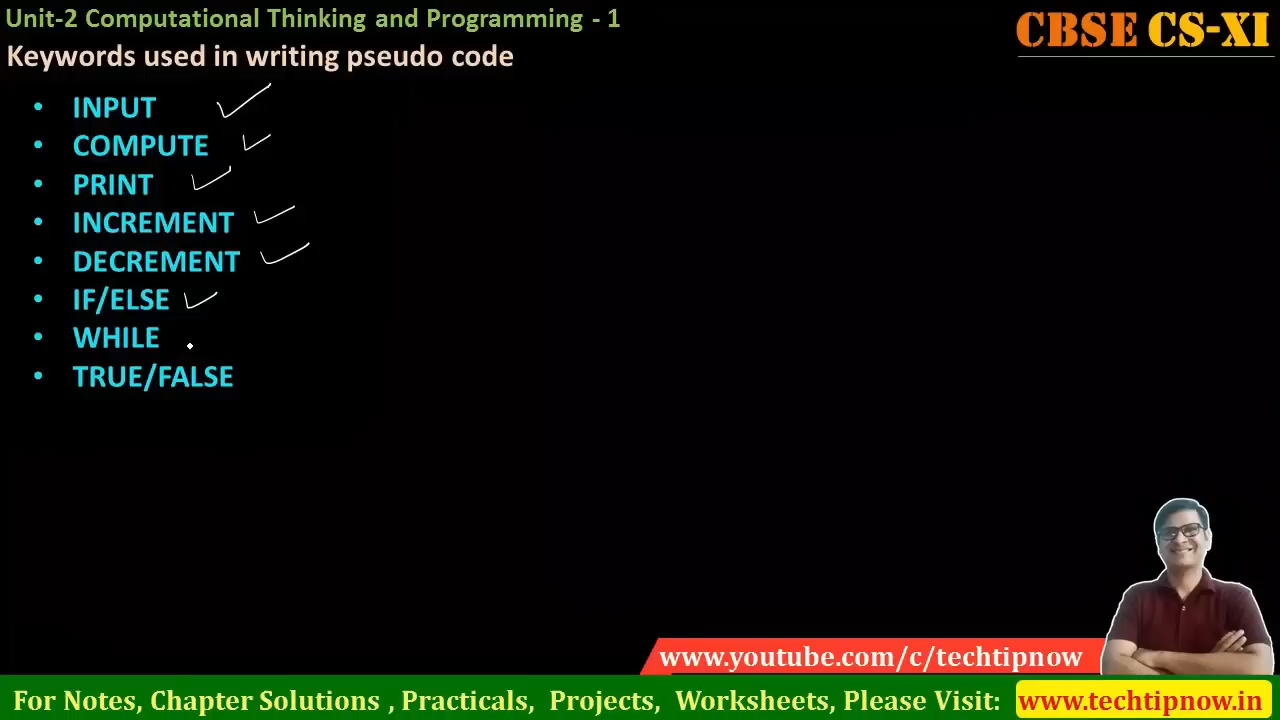 Unit-2 Computational Thinking and Programming - 1
CBSE CS-XI
Keywords used in writing pseudo code
• INPUT
• COMPUTE
• PRINT
• INCREMENT
• DECREMENT
• IF/ELSE
• WHILE
• TRUE/FALSE
www.youtube.com/c/techtipnow
For Notes, Chapter Solutions , Practicals, Projects, Worksheets, Please Visit: www.techtipnow.in